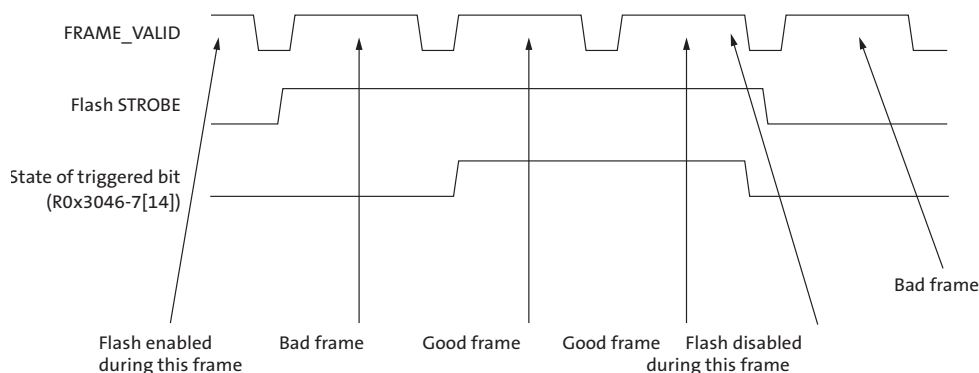 FRAME_VALID
Flash STROBE
State of triggered bit
(R0x3046-7[14])
Bad frame
Flash enabled
during this frame
Bad frame
Good frame
Good frame
Flash disabled
during this frame